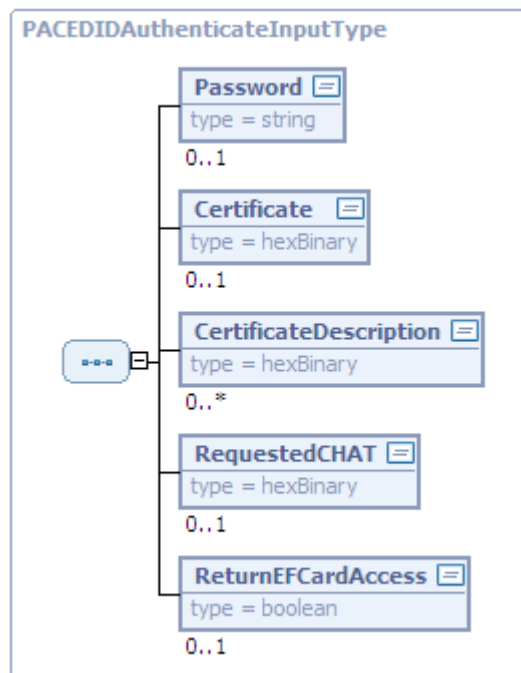 PACEDIDAuthenticateInputType
Password
type = string
0..1
Certificate
type = hexBinary
0..1
CertificateDescription
type = hexBinary
0..*
RequestedCHAT
type = hexBinary
0..1
ReturnEFCardAccess
type = boolean
0..1